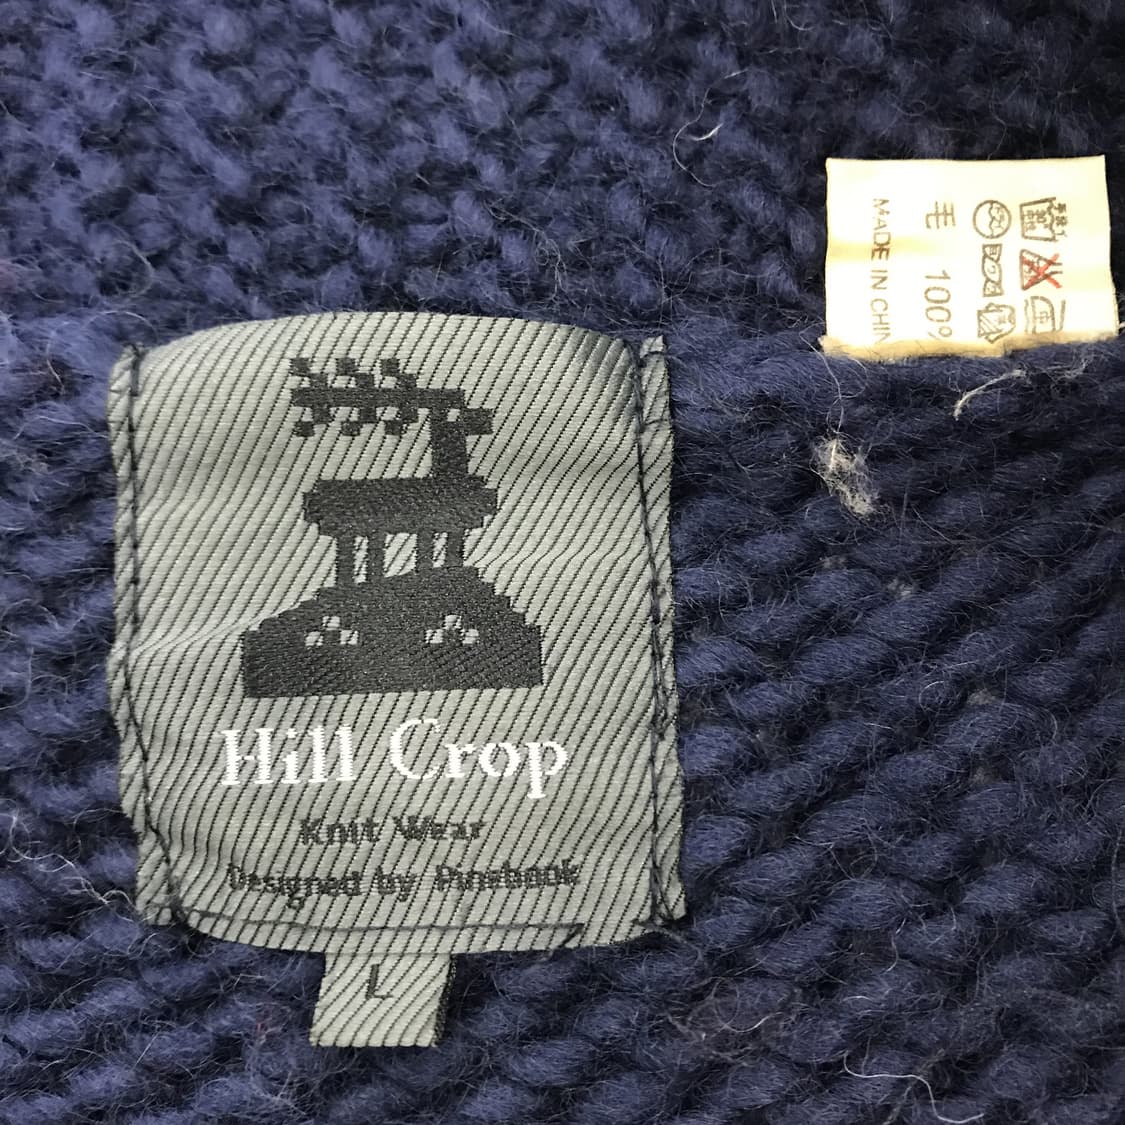 Hill Crop
Knit Wear
Designed by Pinebook
L
毛 100%
MADE IN CHIN